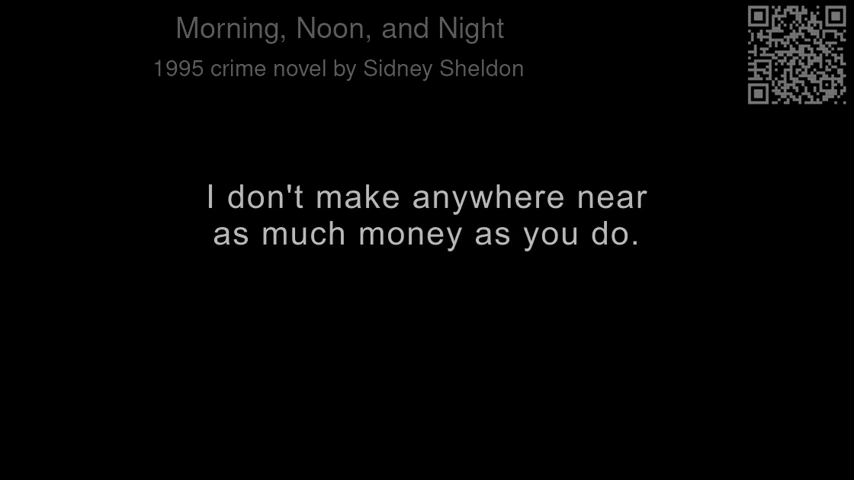 Morning, Noon, and Night
1995 crime novel by Sidney Sheldon
I don't make anywhere near
as much money as you do.